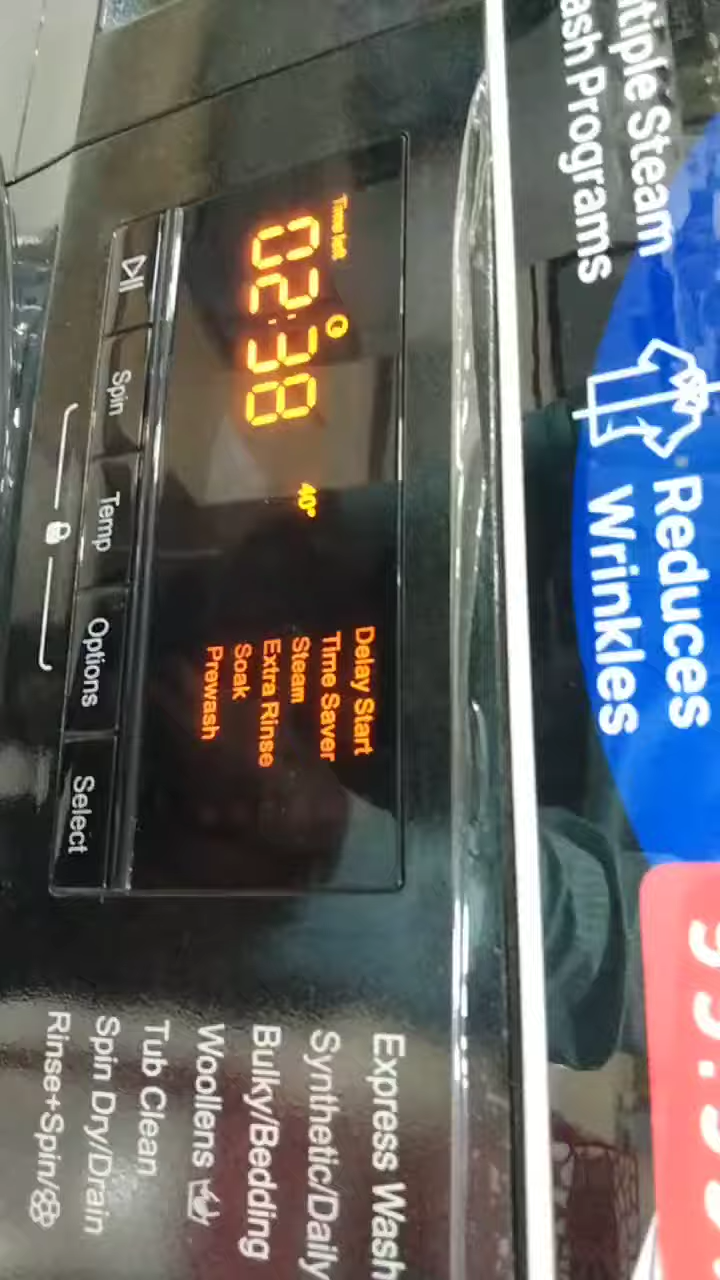 Steam
Programs
Reduces
Wrinkles
Time left
02:38
40°
Delay Start
Time Saver
Steam
Extra Rinse
Soak
Prewash
Spin
Temp
Options
Select
Express Wash
Synthetic/Daily
Bulky/Bedding
Woollens
Tub Clean
Spin Dry/Drain
Rinse+Spin/